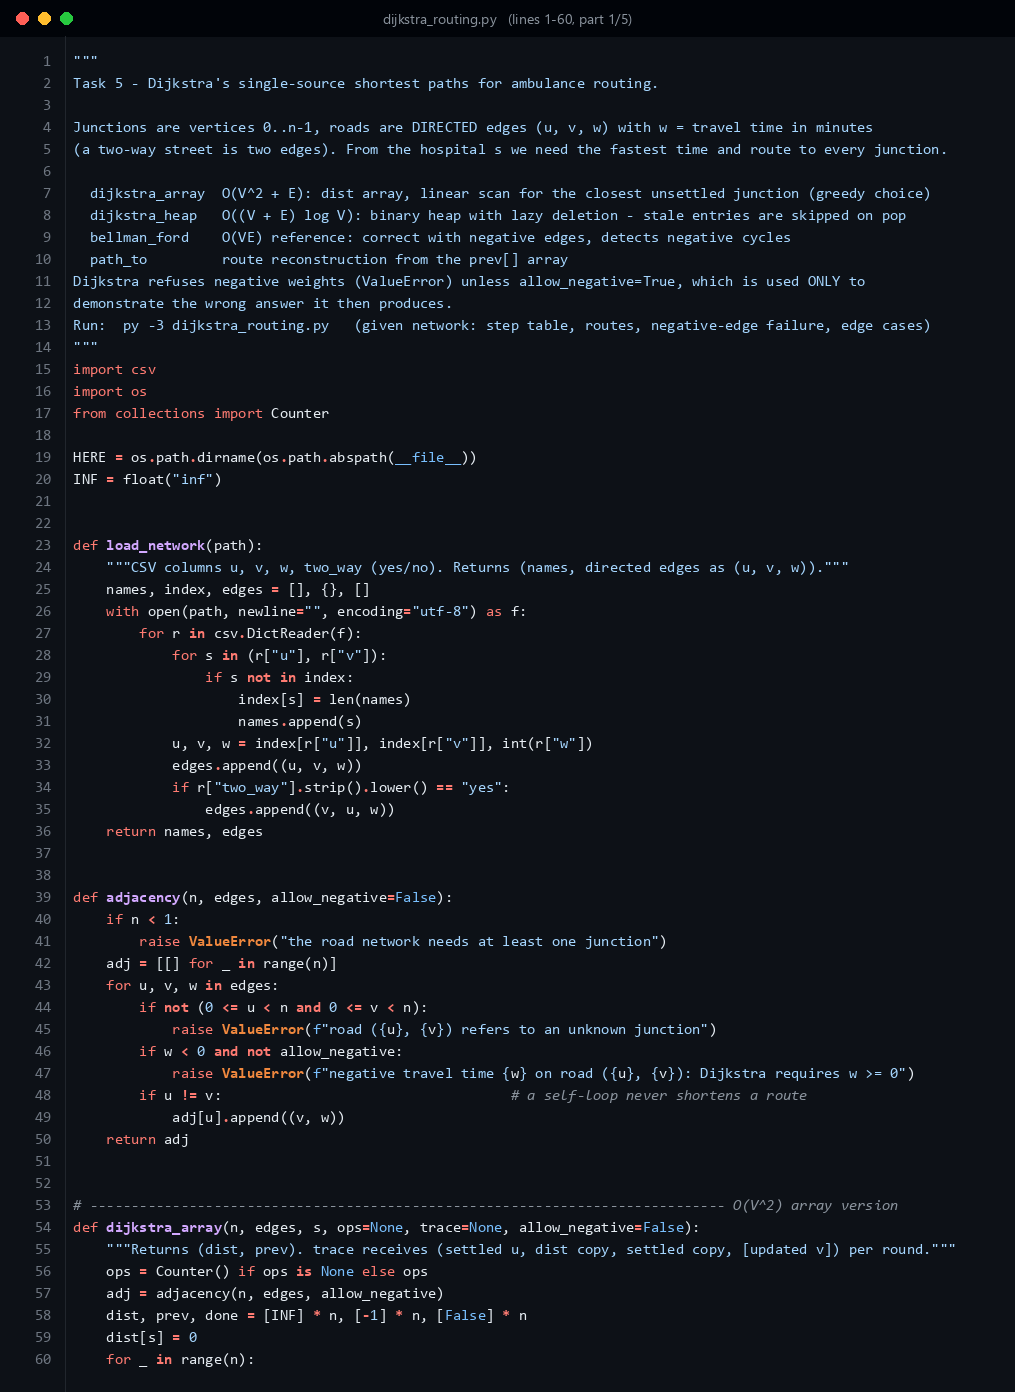 dijkstra_routing.py   (lines 1-60, part 1/5)
1 """
2 Task 5 - Dijkstra's single-source shortest paths for ambulance routing.
3
4 Junctions are vertices 0..n-1, roads are DIRECTED edges (u, v, w) with w = travel time in minutes
5 (a two-way street is two edges). From the hospital s we need the fastest time and route to every junction.
6
7   dijkstra_array  O(V^2 + E): dist array, linear scan for the closest unsettled junction (greedy choice)
8   dijkstra_heap   O((V + E) log V): binary heap with lazy deletion - stale entries are skipped on pop
9   bellman_ford    O(VE) reference: correct with negative edges, detects negative cycles
10   path_to         route reconstruction from the prev[] array
11 Dijkstra refuses negative weights (ValueError) unless allow_negative=True, which is used ONLY to
12 demonstrate the wrong answer it then produces.
13 Run:  py -3 dijkstra_routing.py   (given network: step table, routes, negative-edge failure, edge cases)
14 """
15 import csv
16 import os
17 from collections import Counter
18
19 HERE = os.path.dirname(os.path.abspath(__file__))
20 INF = float("inf")
21
22
23 def load_network(path):
24     """CSV columns u, v, w, two_way (yes/no). Returns (names, directed edges as (u, v, w))."""
25     names, index, edges = [], {}, []
26     with open(path, newline="", encoding="utf-8") as f:
27         for r in csv.DictReader(f):
28             for s in (r["u"], r["v"]):
29                 if s not in index:
30                     index[s] = len(names)
31                     names.append(s)
32             u, v, w = index[r["u"]], index[r["v"]], int(r["w"])
33             edges.append((u, v, w))
34             if r["two_way"].strip().lower() == "yes":
35                 edges.append((v, u, w))
36     return names, edges
37
38
39 def adjacency(n, edges, allow_negative=False):
40     if n < 1:
41         raise ValueError("the road network needs at least one junction")
42     adj = [[] for _ in range(n)]
43     for u, v, w in edges:
44         if not (0 <= u < n and 0 <= v < n):
45             raise ValueError(f"road ({u}, {v}) refers to an unknown junction")
46         if w < 0 and not allow_negative:
47             raise ValueError(f"negative travel time {w} on road ({u}, {v}): Dijkstra requires w >= 0")
48         if u != v:                                   # a self-loop never shortens a route
49             adj[u].append((v, w))
50     return adj
51
52
53 # ----------------------------------------------------------------------------- O(V^2) array version
54 def dijkstra_array(n, edges, s, ops=None, trace=None, allow_negative=False):
55     """Returns (dist, prev). trace receives (settled u, dist copy, settled copy, [updated v]) per round."""
56     ops = Counter() if ops is None else ops
57     adj = adjacency(n, edges, allow_negative)
58     dist, prev, done = [INF] * n, [-1] * n, [False] * n
59     dist[s] = 0
60     for _ in range(n):